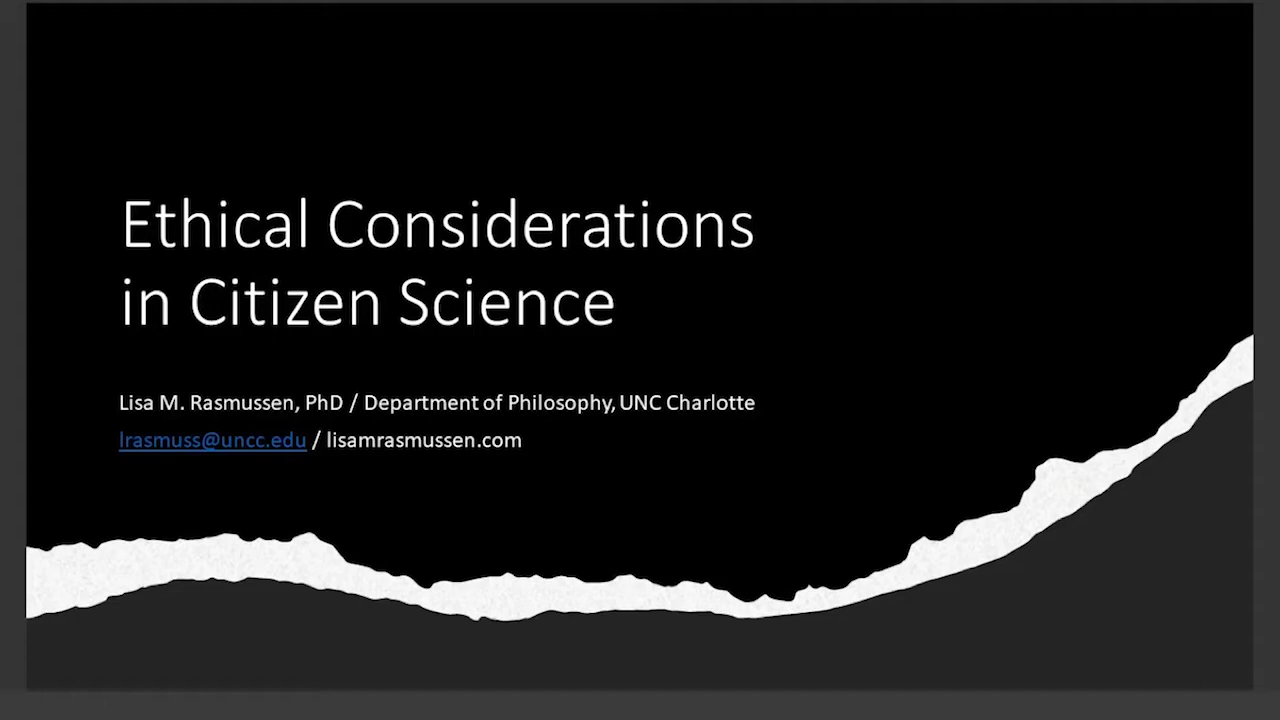 Ethical Considerations
in Citizen Science
Lisa M. Rasmussen, PhD / Department of Philosophy, UNC Charlotte
lrasmuss@uncc.edu / lisamrasmussen.com